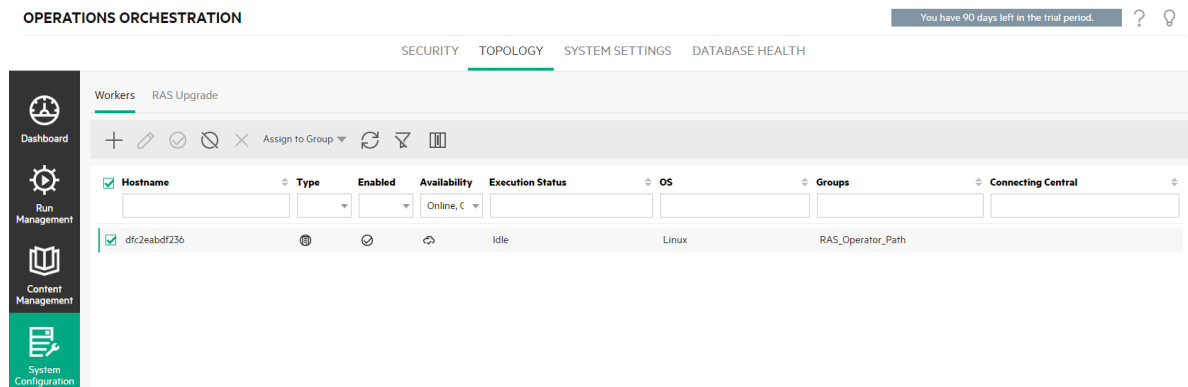 OPERATIONS ORCHESTRATION
You have 90 days left in the trial period.
SECURITY TOPOLOGY SYSTEM SETTINGS DATABASE HEALTH
Dashboard
Run
Management
Content
Management
System
Configuration
Workers RAS Upgrade
Assign to Group
Hostname Type Enabled Availability Execution Status OS Groups Connecting Central
Online, C
dfc2eabdf236 Idle Linux RAS_Operator_Path